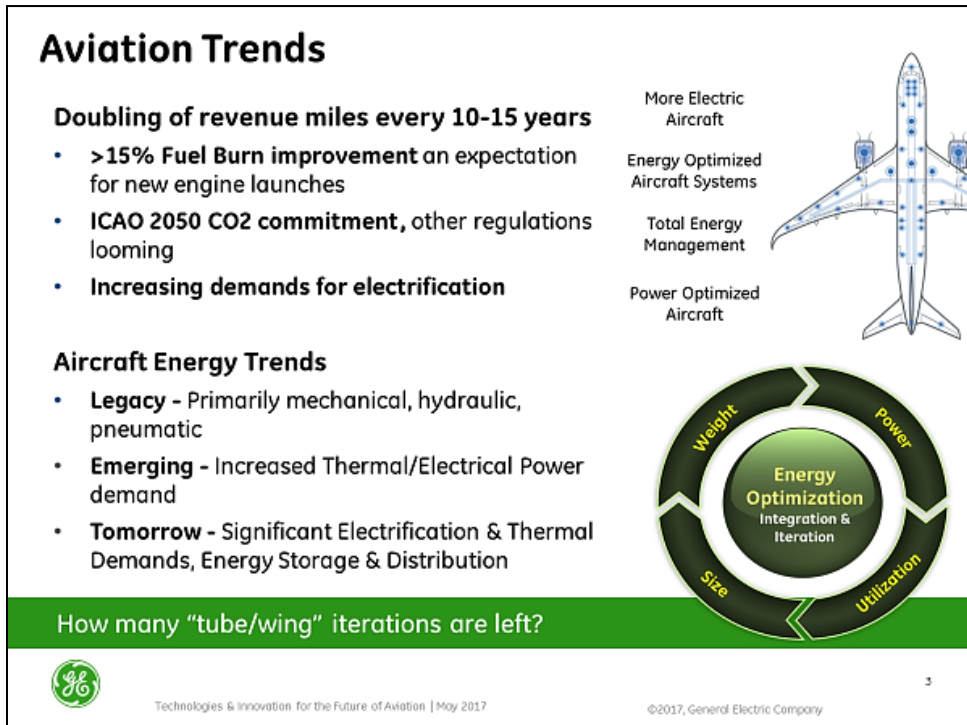 Aviation Trends
Doubling of revenue miles every 10-15 years
• >15% Fuel Burn improvement an expectation
for new engine launches
• ICAO 2050 CO2 commitment, other regulations
looming
• Increasing demands for electrification
Aircraft Energy Trends
• Legacy - Primarily mechanical, hydraulic,
pneumatic
• Emerging - Increased Thermal/Electrical Power
demand
• Tomorrow - Significant Electrification & Thermal
Demands, Energy Storage & Distribution
More Electric
Aircraft
Energy Optimized
Aircraft Systems
Total Energy
Management
Power Optimized
Aircraft
Weight
Power
Energy
Optimization
Integration &
Iteration
Size
Utilization
How many “tube/wing” iterations are left?
GE
Technologies & Innovation for the Future of Aviation | May 2017
©2017, General Electric Company
3